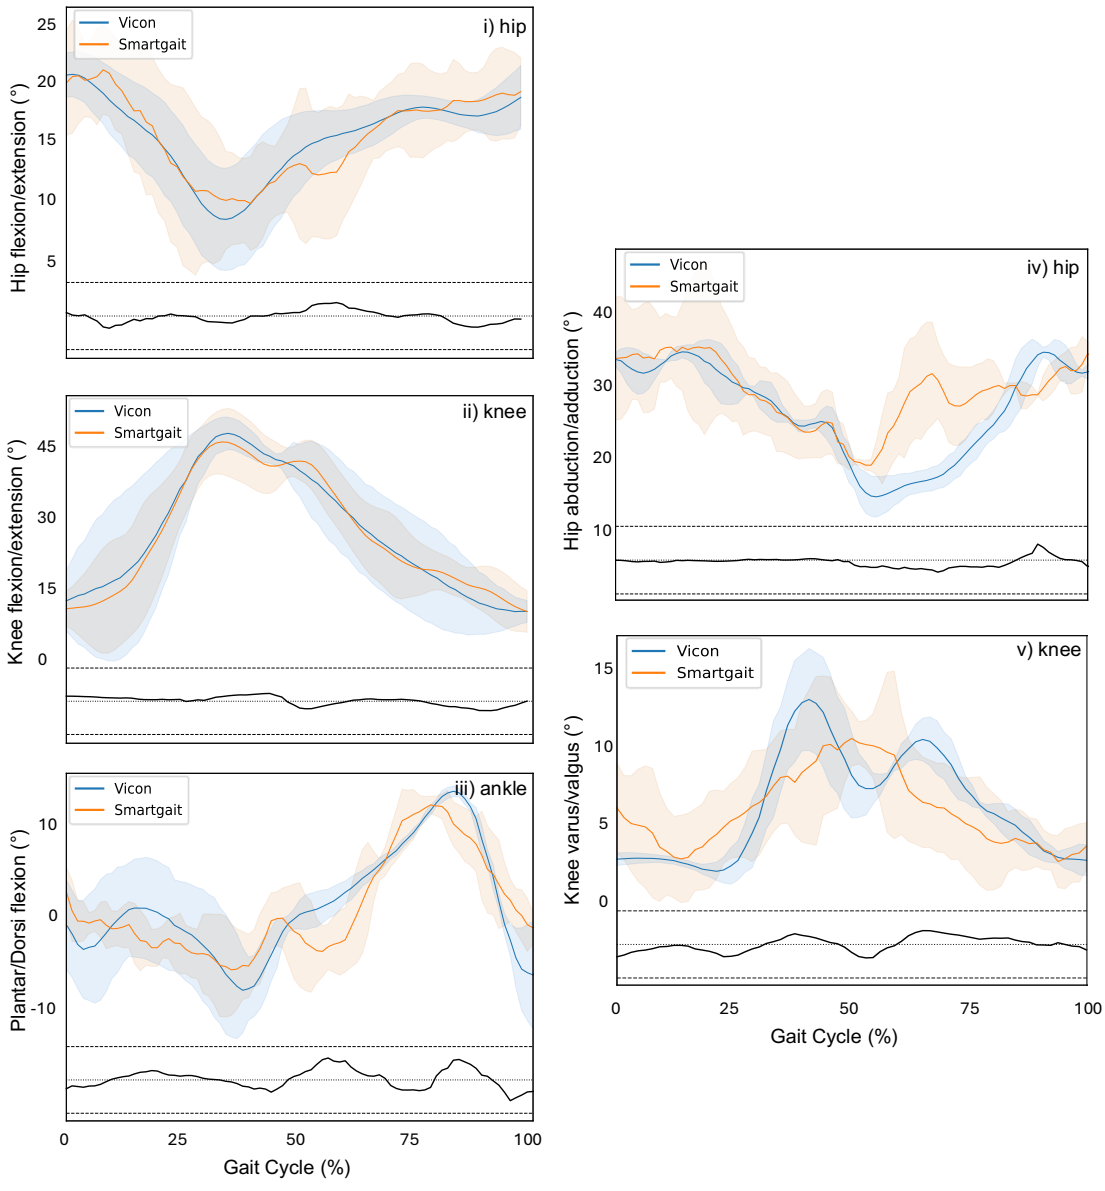 i) hip
Vicon
Smartgait
25
20
15
10
5
Hip flexion/extension (°)
ii) knee
Vicon
Smartgait
45
30
15
0
Knee flexion/extension (°)
iii) ankle
Vicon
Smartgait
10
0
-10
Plantar/Dorsi flexion (°)
0 25 50 75 100
Gait Cycle (%)
iv) hip
Vicon
Smartgait
40
30
20
10
Hip abduction/adduction (°)
v) knee
Vicon
Smartgait
15
10
5
0
Knee varus/valgus (°)
0 25 50 75 100
Gait Cycle (%)